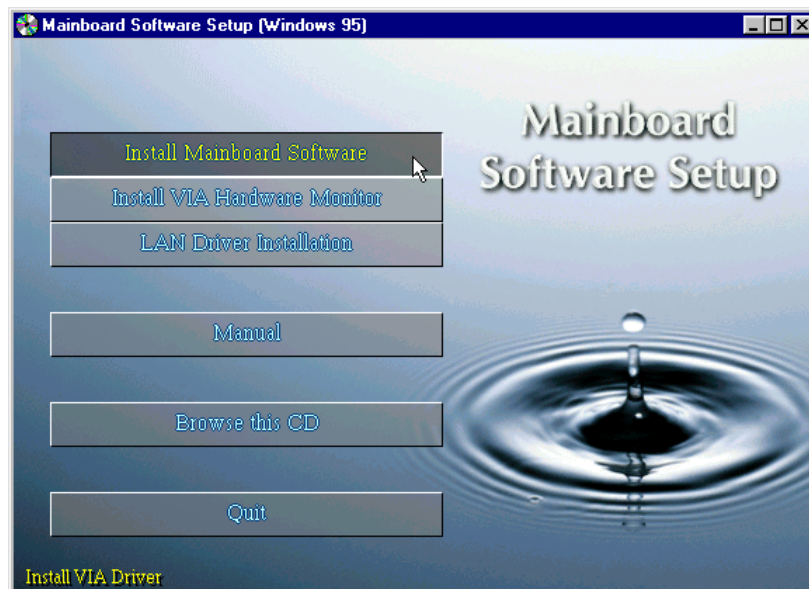 Mainboard Software Setup (Windows 95)
Mainboard
Software Setup
Install Mainboard Software
Install VIA Hardware Monitor
LAN Driver Installation
Manual
Browse this CD
Quit
Install VIA Driver